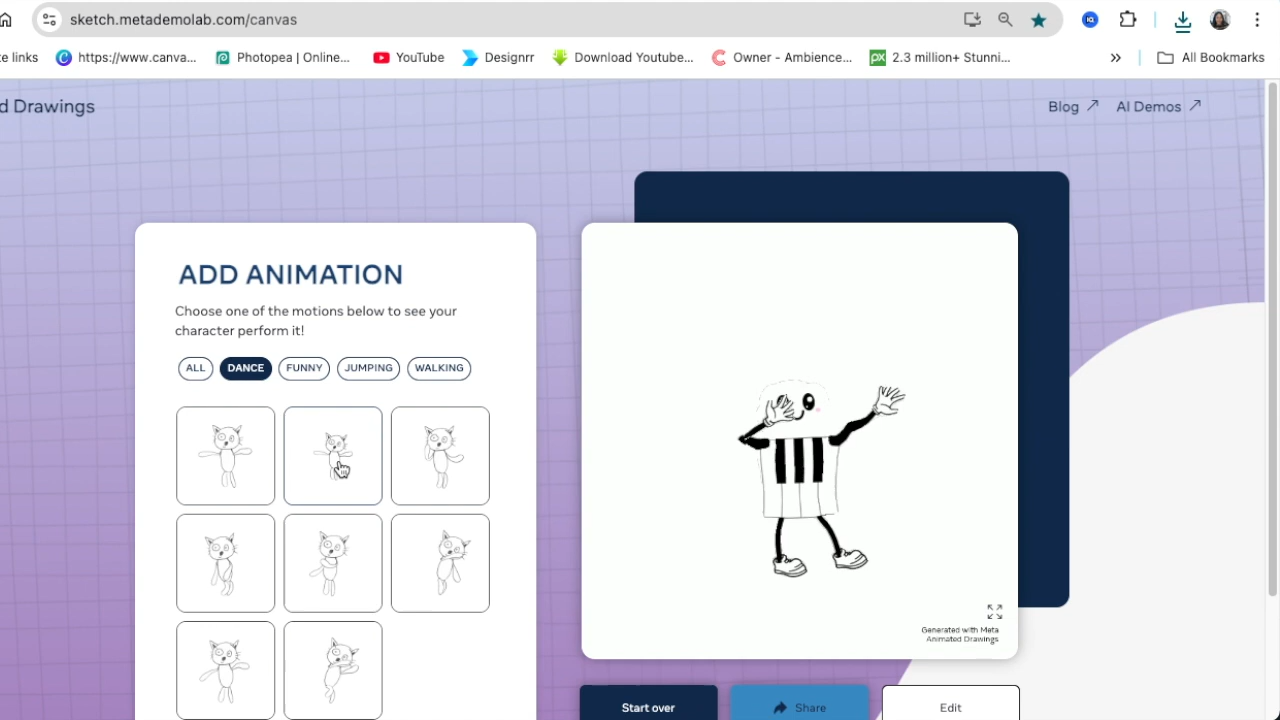 sketch.metademolab.com/canvas
te links
https://www.canva...
Photopea | Online...
YouTube
Designrr
Download Youtube...
Owner - Ambience...
2.3 million+ Stunni...
»
All Bookmarks
d Drawings
Blog
AI Demos
ADD ANIMATION
Choose one of the motions below to see your
character perform it!
ALL
DANCE
FUNNY
JUMPING
WALKING
Generated with Meta
Animated Drawings
Start over
Share
Edit